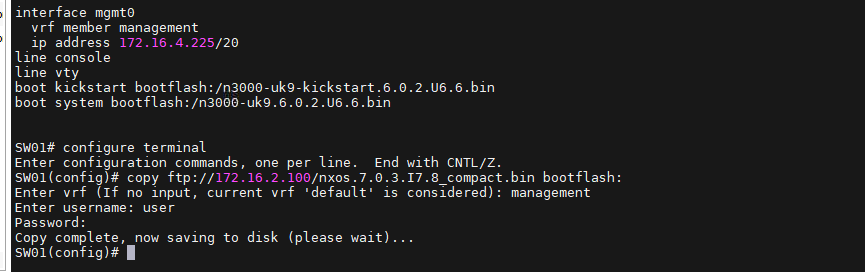 interface mgmt0
  vrf member management
  ip address 172.16.4.225/20
line console
line vty
boot kickstart bootflash:/n3000-uk9-kickstart.6.0.2.U6.6.bin
boot system bootflash:/n3000-uk9.6.0.2.U6.6.bin
SW01# configure terminal
Enter configuration commands, one per line.  End with CNTL/Z.
SW01(config)# copy ftp://172.16.2.100/nxos.7.0.3.I7.8_compact.bin bootflash:
Enter vrf (If no input, current vrf 'default' is considered): management
Enter username: user
Password:
Copy complete, now saving to disk (please wait)...
SW01(config)#